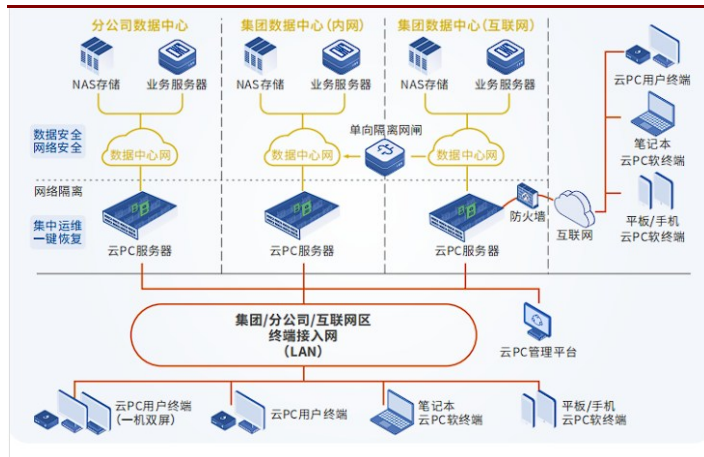 分公司数据中心
集团数据中心(内网)
集团数据中心(互联网)
NAS存储
业务服务器
NAS存储
业务服务器
NAS存储
业务服务器
云PC用户终端
数据安全
网络安全
数据中心网
数据中心网
单向隔离网闸
数据中心网
笔记本
云PC软终端
网络隔离
集中运维
一键恢复
云PC服务器
云PC服务器
云PC服务器
防火墙
互联网
平板/手机
云PC软终端
集团/分公司/互联网区
终端接入网
(LAN)
云PC管理平台
云PC用户终端
(一机双屏)
云PC用户终端
笔记本
云PC软终端
平板/手机
云PC软终端